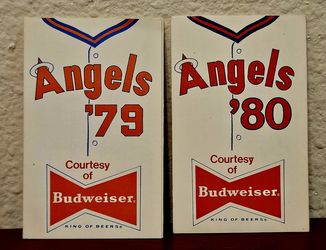 Angels
'79
Courtesy
of
Budweiser®
KING OF BEERS®
Angels
'80
Courtesy
of
Budweiser®
KING OF BEERS®